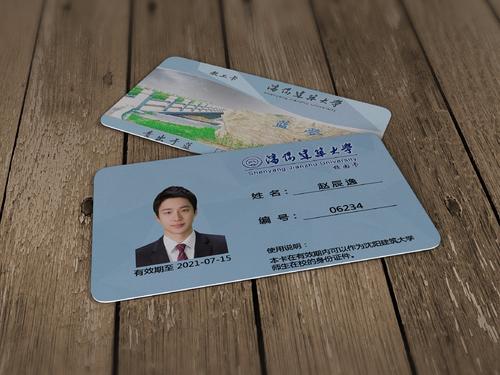 教工卡
沈阳建筑大学
Shenyang Jianzhu University
沈阳建筑大学
Shenyang Jianzhu University
校园卡
姓名： 赵辰逸
编号： 06234
有效期至 2021-07-15
使用说明：
本卡在有效期内可以作为沈阳建筑大学
师生在校的身份证件。